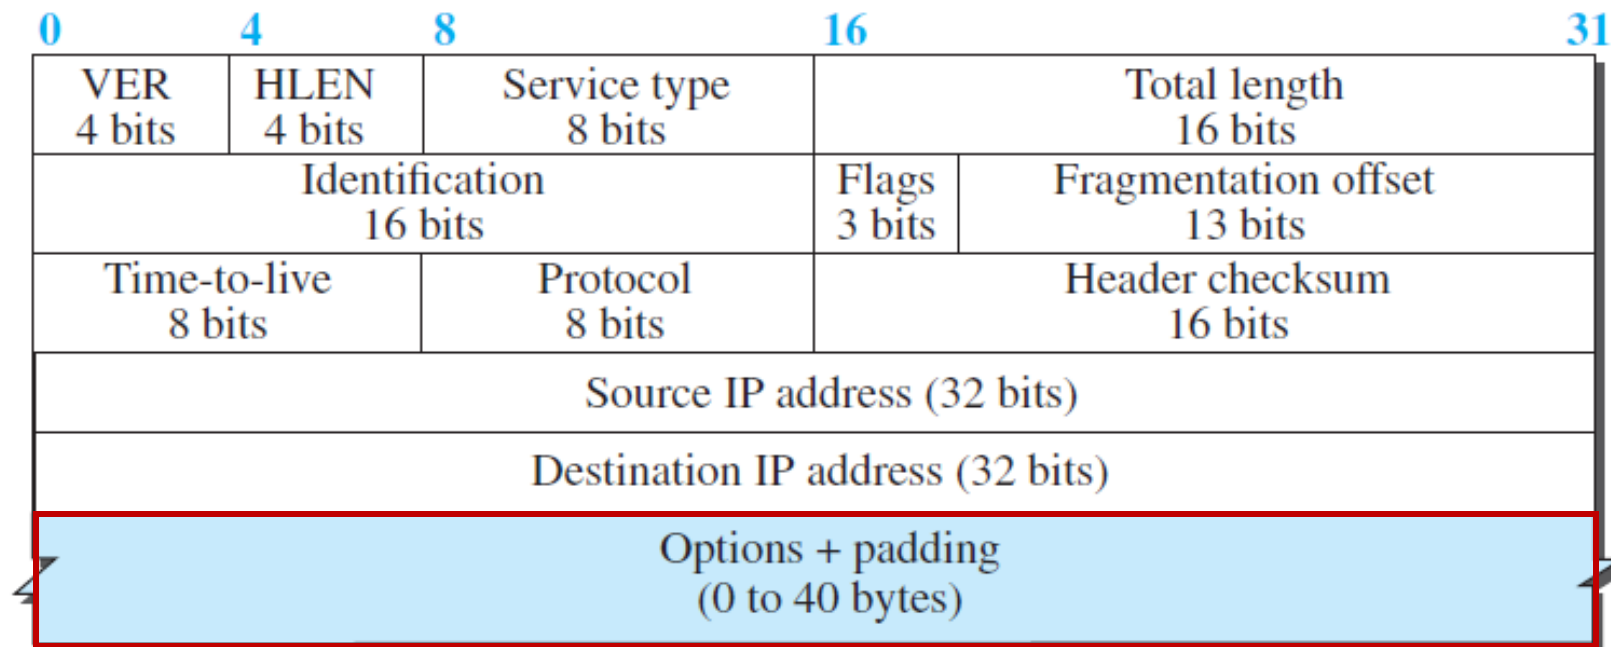 0 4 8 16 31
VER HLEN Service type Total length
4 bits 4 bits 8 bits 16 bits
Identification Flags Fragmentation offset
16 bits 3 bits 13 bits
Time-to-live Protocol Header checksum
8 bits 8 bits 16 bits
Source IP address (32 bits)
Destination IP address (32 bits)
Options + padding
(0 to 40 bytes)